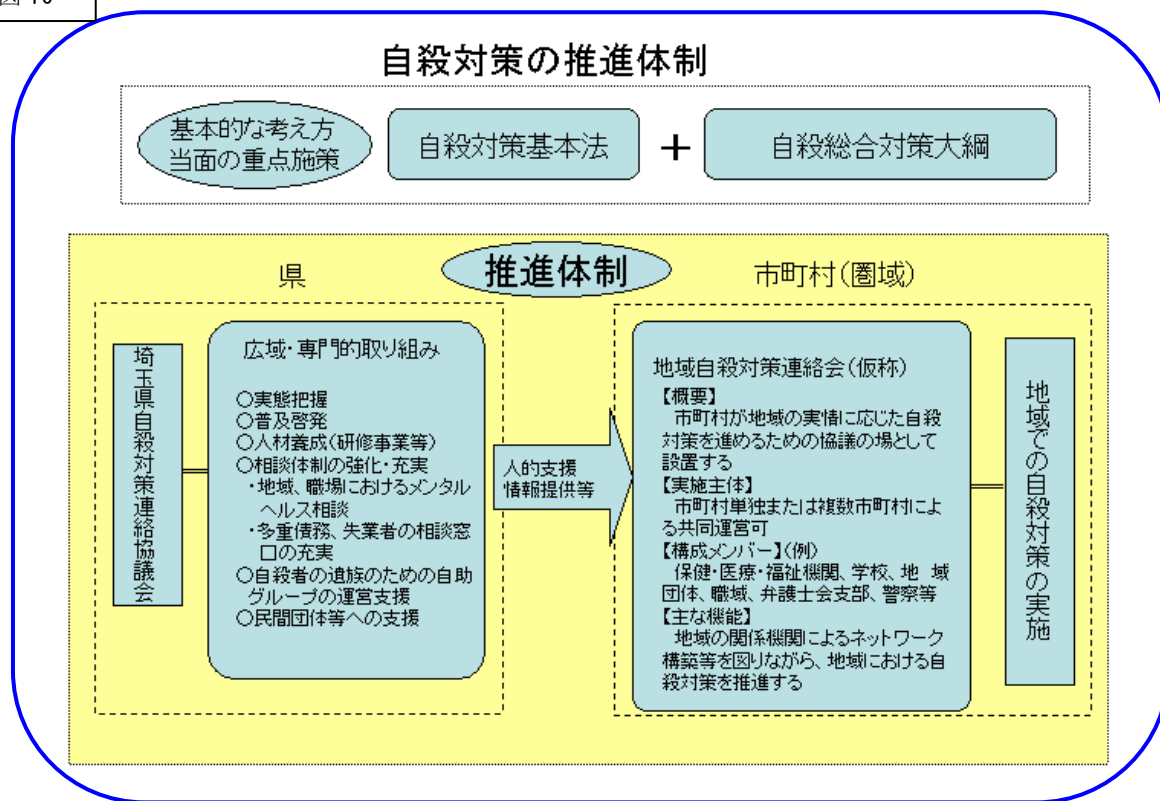 図 10
自殺対策の推進体制
基本的な考え方
当面の重点施策
自殺対策基本法
＋
自殺総合対策大綱
推進体制
県
市町村(圏域)
埼玉県自殺対策連絡協議会
広域・専門的取り組み
○実態把握
○普及啓発
○人材養成(研修事業等)
○相談体制の強化・充実
・地域、職場におけるメンタル
ヘルス相談
・多重債務、失業者の相談窓
口の充実
○自殺者の遺族のための自助
グループの運営支援
○民間団体等への支援
人的支援
情報提供等
地域自殺対策連絡会(仮称)
【概要】
市町村が地域の実情に応じた自殺
対策を進めるための協議の場として
設置する
【実施主体】
市町村単独または複数市町村によ
る共同運営可
【構成メンバー】(例)
保健・医療・福祉機関、学校、地 域
団体、職域、弁護士会支部、警察等
【主な機能】
地域の関係機関によるネットワーク
構築等を図りながら、地域における自
殺対策を推進する
地域での自殺対策の実施